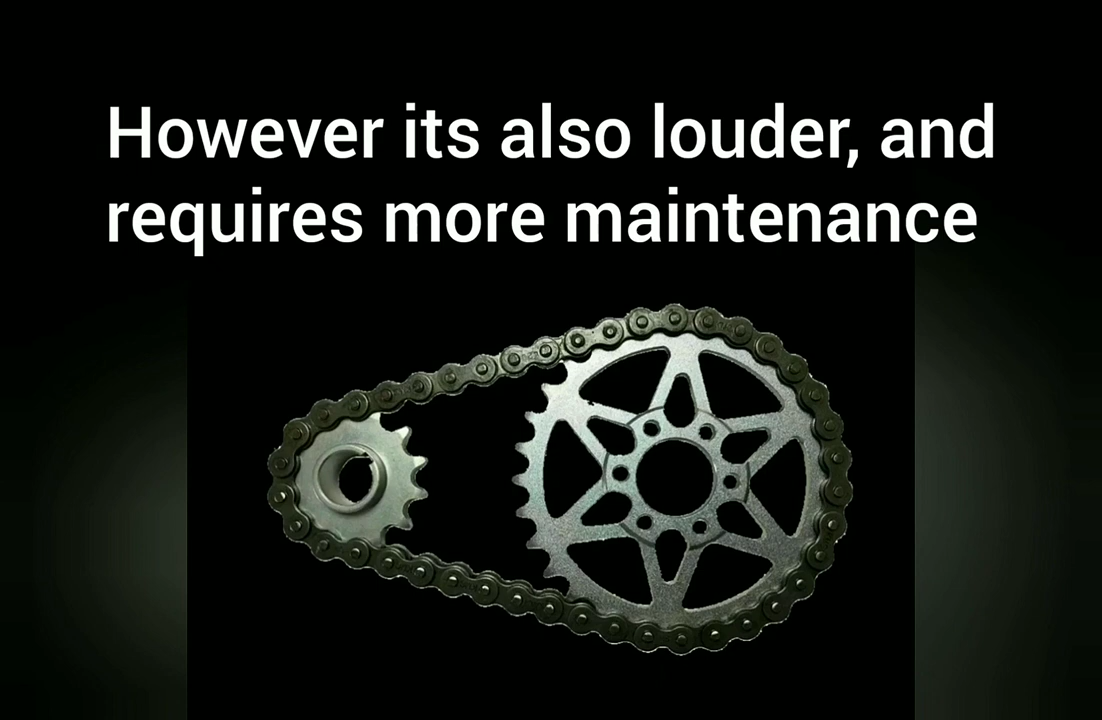 However its also louder, and
requires more maintenance